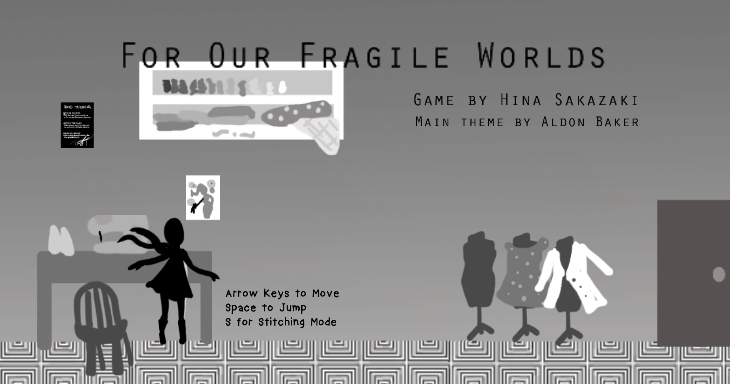 For Our Fragile Worlds
Game by Hina Sakazaki
Main theme by Aldon Baker
Arrow Keys to Move
Space to Jump
S for Stitching Mode